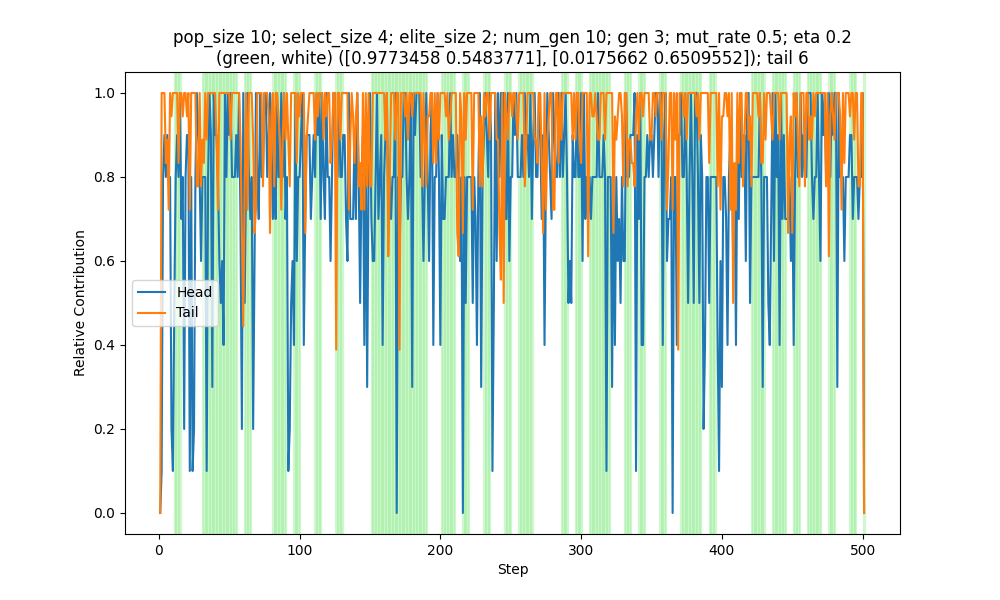 pop_size 10; select_size 4; elite_size 2; num_gen 10; gen 3; mut_rate 0.5; eta 0.2
(green, white) ([0.9773458 0.5483771], [0.0175662 0.6509552]); tail 6
1.0
0.8
0.6
0.4
0.2
0.0
Relative Contribution
Head
Tail
0
100
200
300
400
500
Step